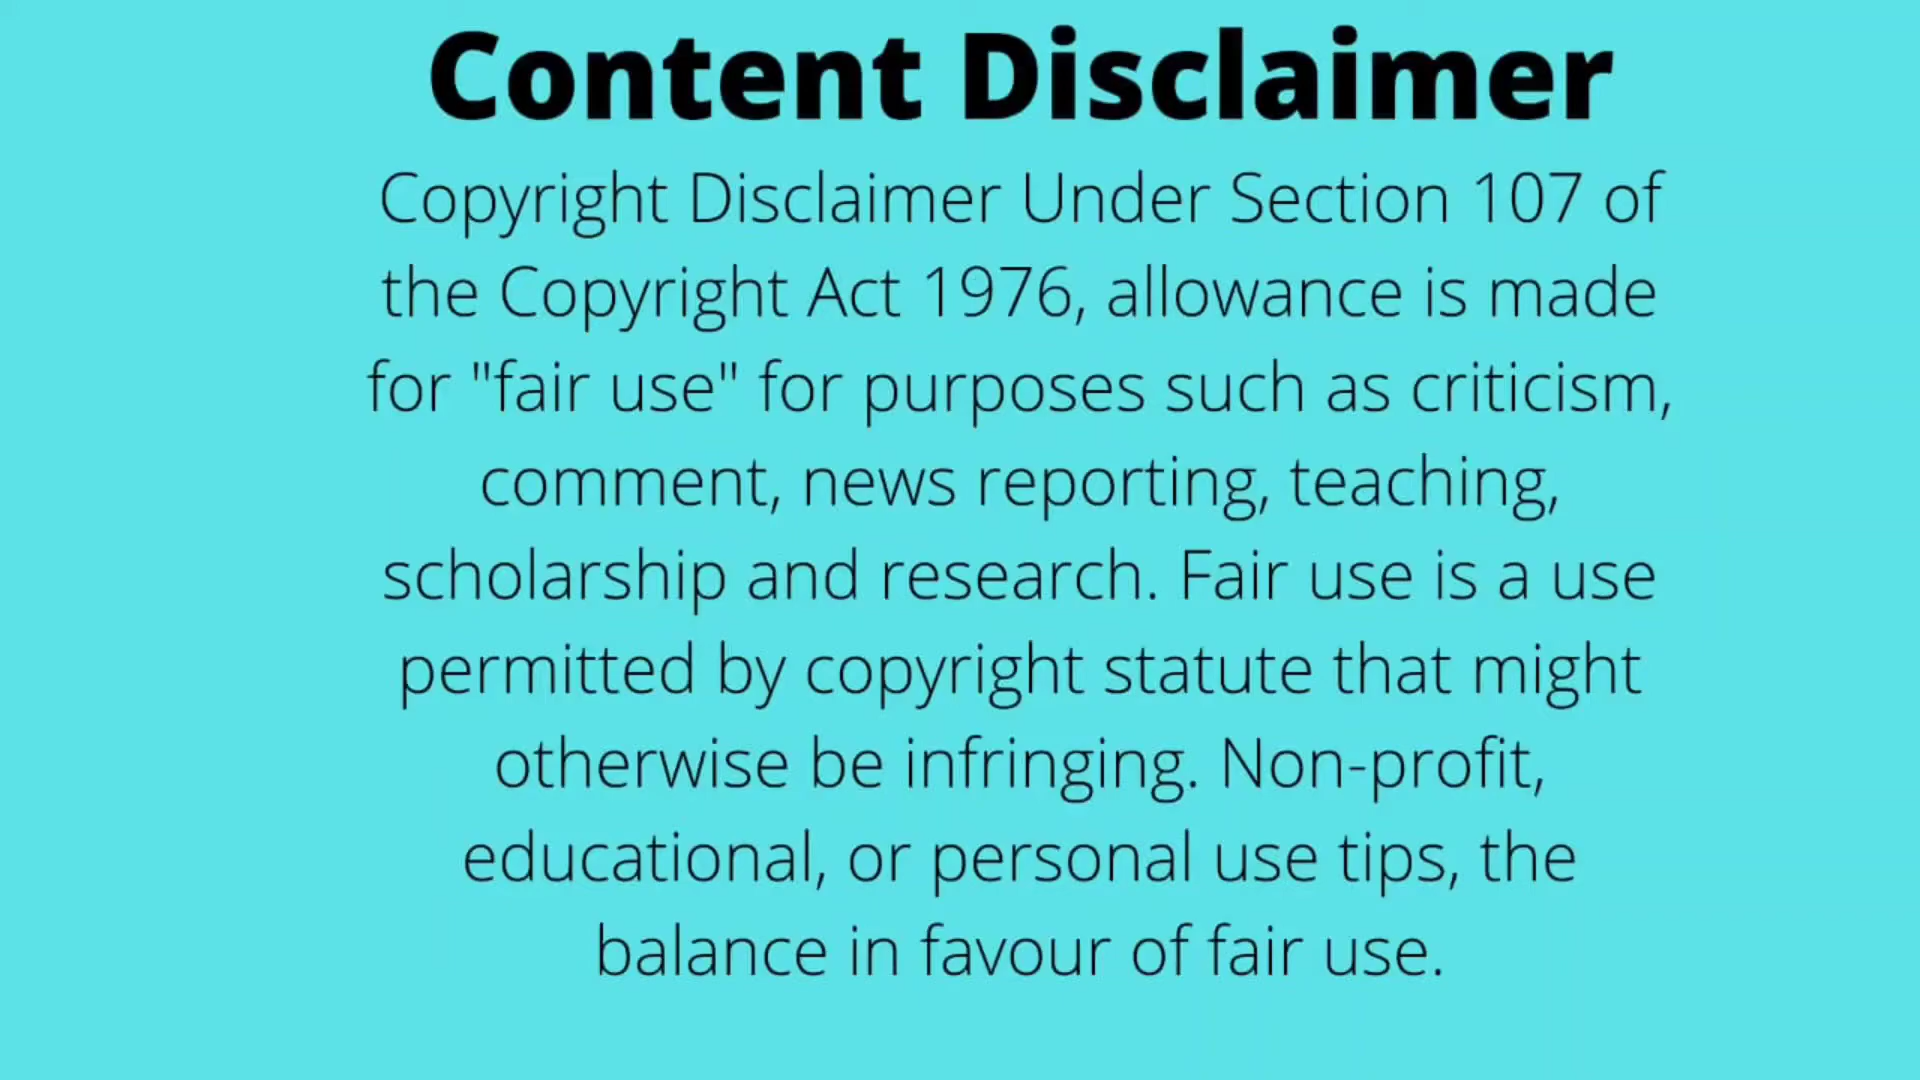 Content Disclaimer
Copyright Disclaimer Under Section 107 of
the Copyright Act 1976, allowance is made
for "fair use" for purposes such as criticism,
comment, news reporting, teaching,
scholarship and research. Fair use is a use
permitted by copyright statute that might
otherwise be infringing. Non-profit,
educational, or personal use tips, the
balance in favour of fair use.